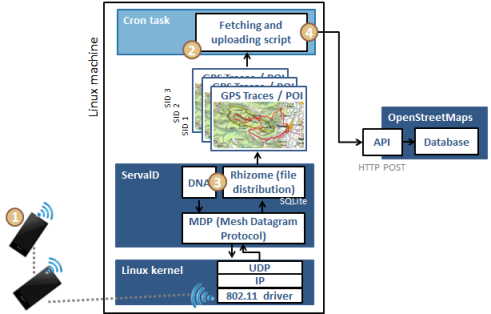 Linux machine
Cron task
Fetching and
uploading script
2
4
SID 3
SID 2
SID 1
GPS Traces / POI
GPS Traces / POI
GPS Traces / POI
OpenStreetMaps
API
Database
HTTP POST
ServalD
DNA
3
Rhizome (file
distribution)
SQLite
MDP (Mesh Datagram
Protocol)
1
Linux kernel
UDP
IP
802.11 driver